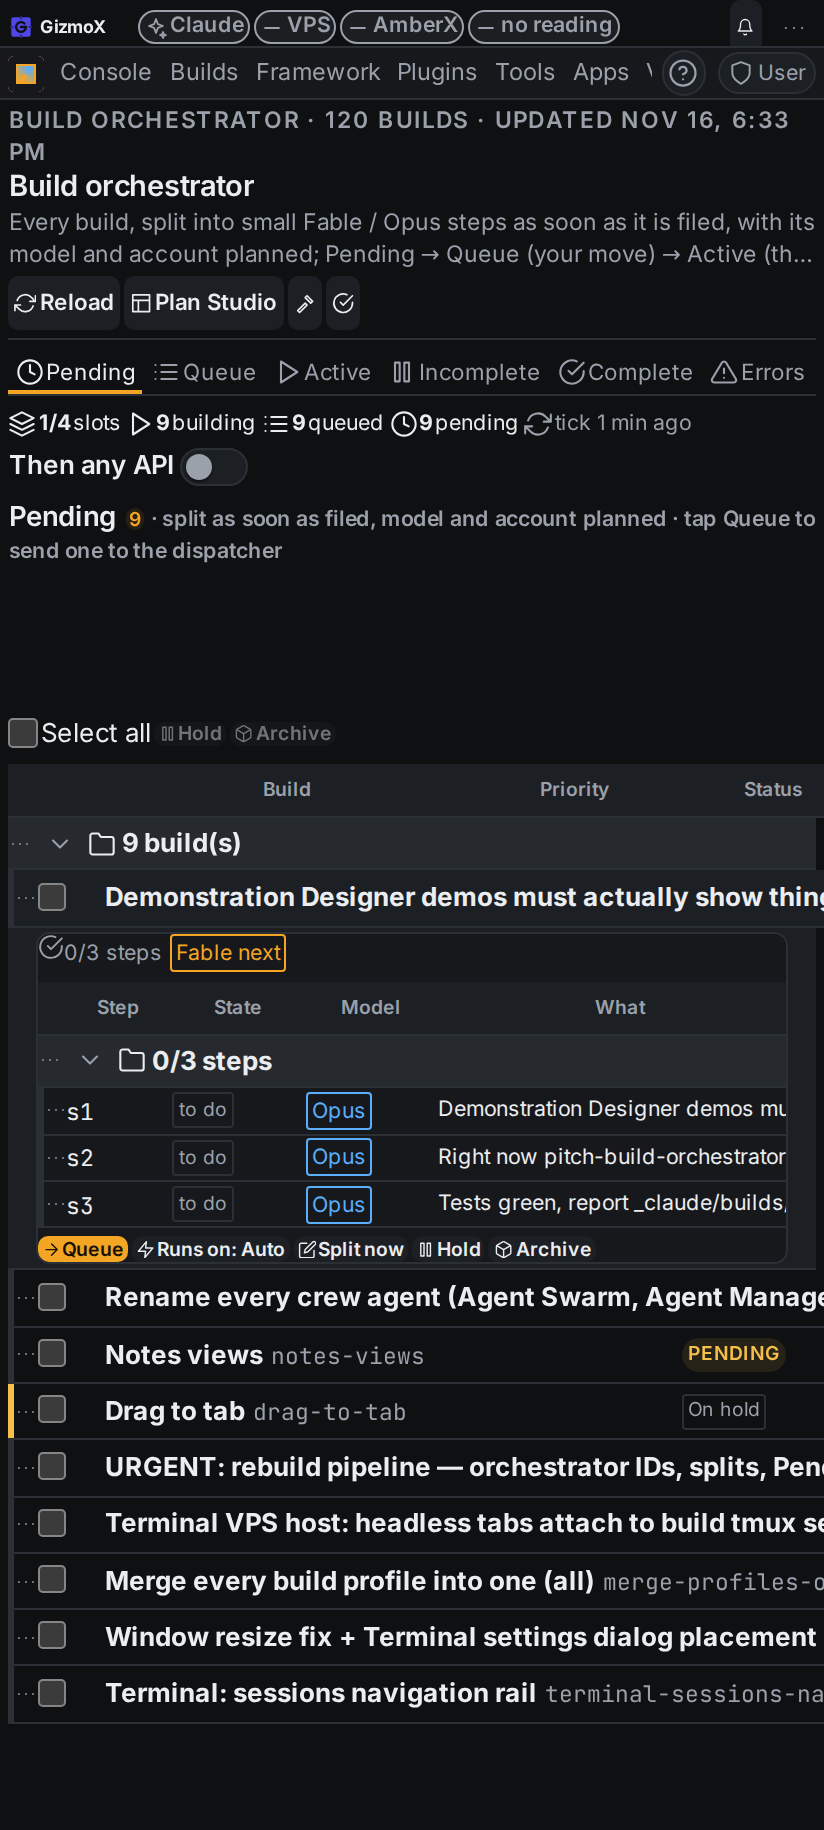 GizmoX Claude — VPS — AmberX — no reading ...
Console Builds Framework Plugins Tools Apps User
BUILD ORCHESTRATOR · 120 BUILDS · UPDATED NOV 16, 6:33
PM
Build orchestrator
Every build, split into small Fable / Opus steps as soon as it is filed, with its
model and account planned; Pending → Queue (your move) → Active (th...
Reload Plan Studio
Pending Queue Active Incomplete Complete Errors
1/4 slots 9 building 9 queued 9 pending tick 1 min ago
Then any API
Pending 9 · split as soon as filed, model and account planned · tap Queue to
send one to the dispatcher
Select all Hold Archive
Build Priority Status
... 9 build(s)
... Demonstration Designer demos must actually show thing
0/3 steps Fable next
Step State Model What
... 0/3 steps
... s1 to do Opus Demonstration Designer demos mu
... s2 to do Opus Right now pitch-build-orchestrator
... s3 to do Opus Tests green, report _claude/builds/
→ Queue Runs on: Auto Split now Hold Archive
... Rename every crew agent (Agent Swarm, Agent Manage
... Notes views notes-views PENDING
... Drag to tab drag-to-tab On hold
... URGENT: rebuild pipeline — orchestrator IDs, splits, Pen
... Terminal VPS host: headless tabs attach to build tmux se
... Merge every build profile into one (all) merge-profiles-o
... Window resize fix + Terminal settings dialog placement
... Terminal: sessions navigation rail terminal-sessions-na